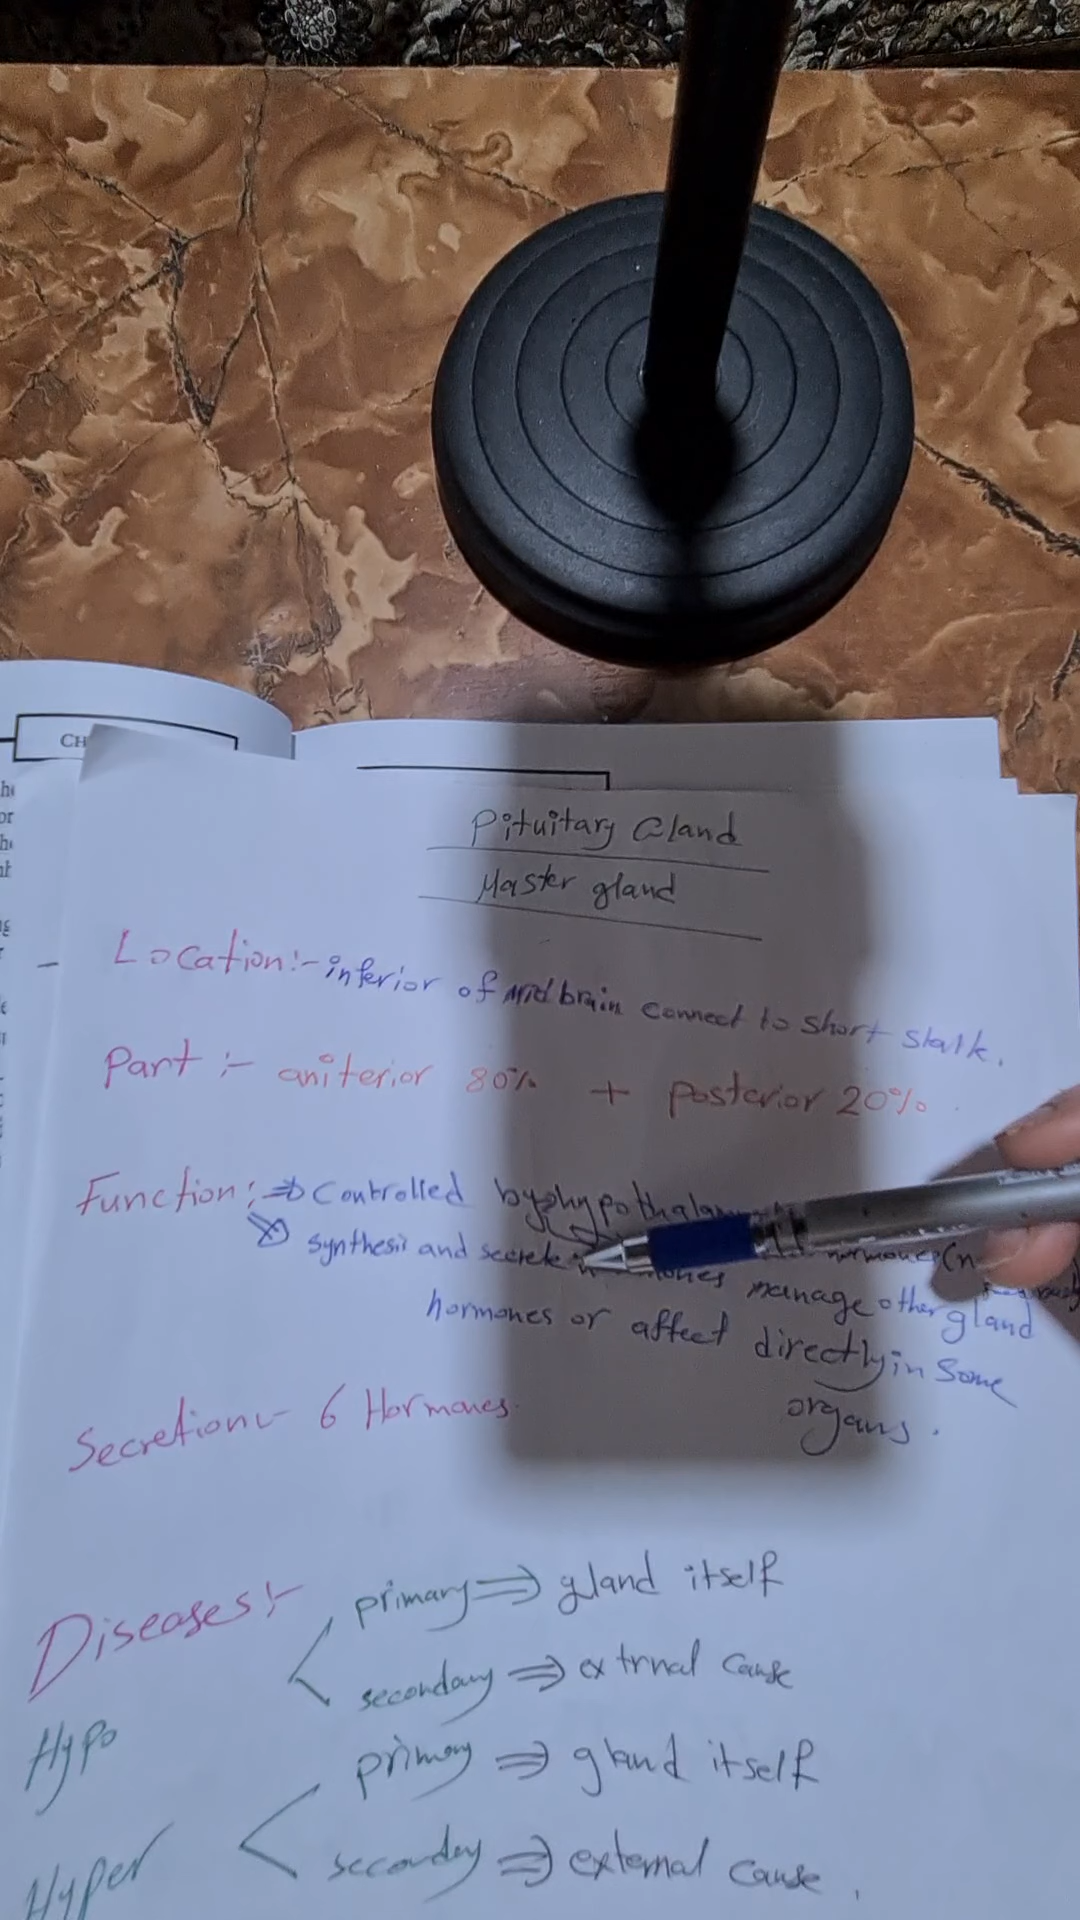 CH
Pituitary Gland
Master gland
Location:- inferior of mid brain connect to short stalk.
Part :- aniterior 80% + posterior 20% .
Function: ⇒ Controlled by hypothalam
synthesis and secrete manage other gland
hormones or affect directly in some
organs.
Secretion:- 6 Hormones.
Diseases:-
primary ⇒ gland itself
secondary ⇒ extrnal cause
Hypo
primary ⇒ gland itself
Hyper
secondary ⇒ external cause .